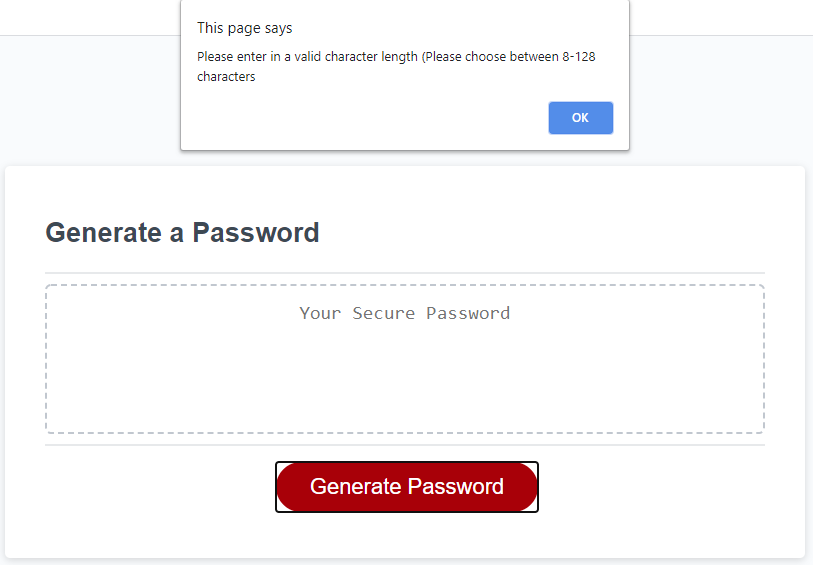 This page says
Please enter in a valid character length (Please choose between 8-128
characters
OK
Generate a Password
Your Secure Password
Generate Password